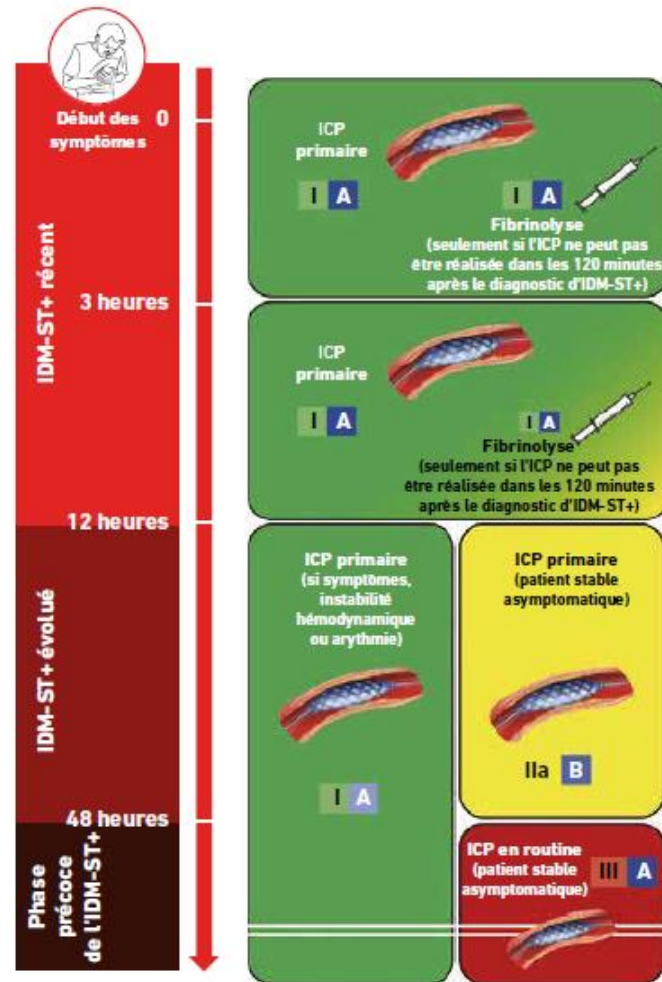 Début des
symptômes
0
3 heures
12 heures
48 heures
IDM-ST+ récent
IDM-ST+ évolué
Phase
précoce
de l'IDM-ST+
ICP
primaire
I A
I A
Fibrinolyse
(seulement si l'ICP ne peut pas
être réalisée dans les 120 minutes
après le diagnostic d'IDM-ST+)
ICP
primaire
I A
I A
Fibrinolyse
(seulement si l'ICP ne peut pas
être réalisée dans les 120 minutes
après le diagnostic d'IDM-ST+)
ICP primaire
(si symptômes,
instabilité
hémodynamique
ou arythmie)
I A
ICP primaire
(patient stable
asymptomatique)
IIa B
ICP en routine
(patient stable
asymptomatique)
III A